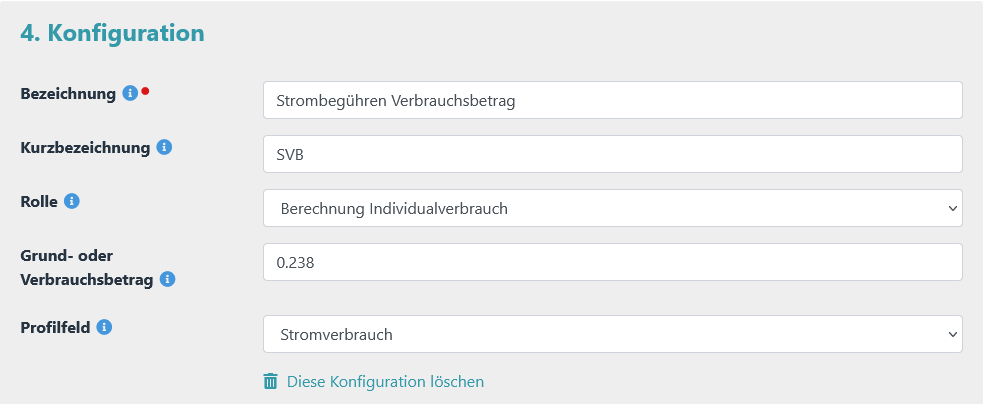 4. Konfiguration
Bezeichnung
Strombegühren Verbrauchsbetrag
Kurzbezeichnung
SVB
Rolle
Berechnung Individualverbrauch
Grund- oder
Verbrauchsbetrag
0.238
Profilfeld
Stromverbrauch
Diese Konfiguration löschen